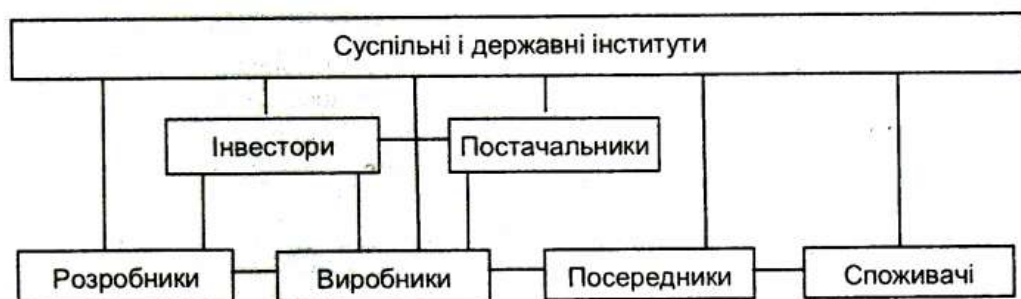 Суспільні і державні інститути
Інвестори
Постачальники
Розробники
Виробники
Посередники
Споживачі